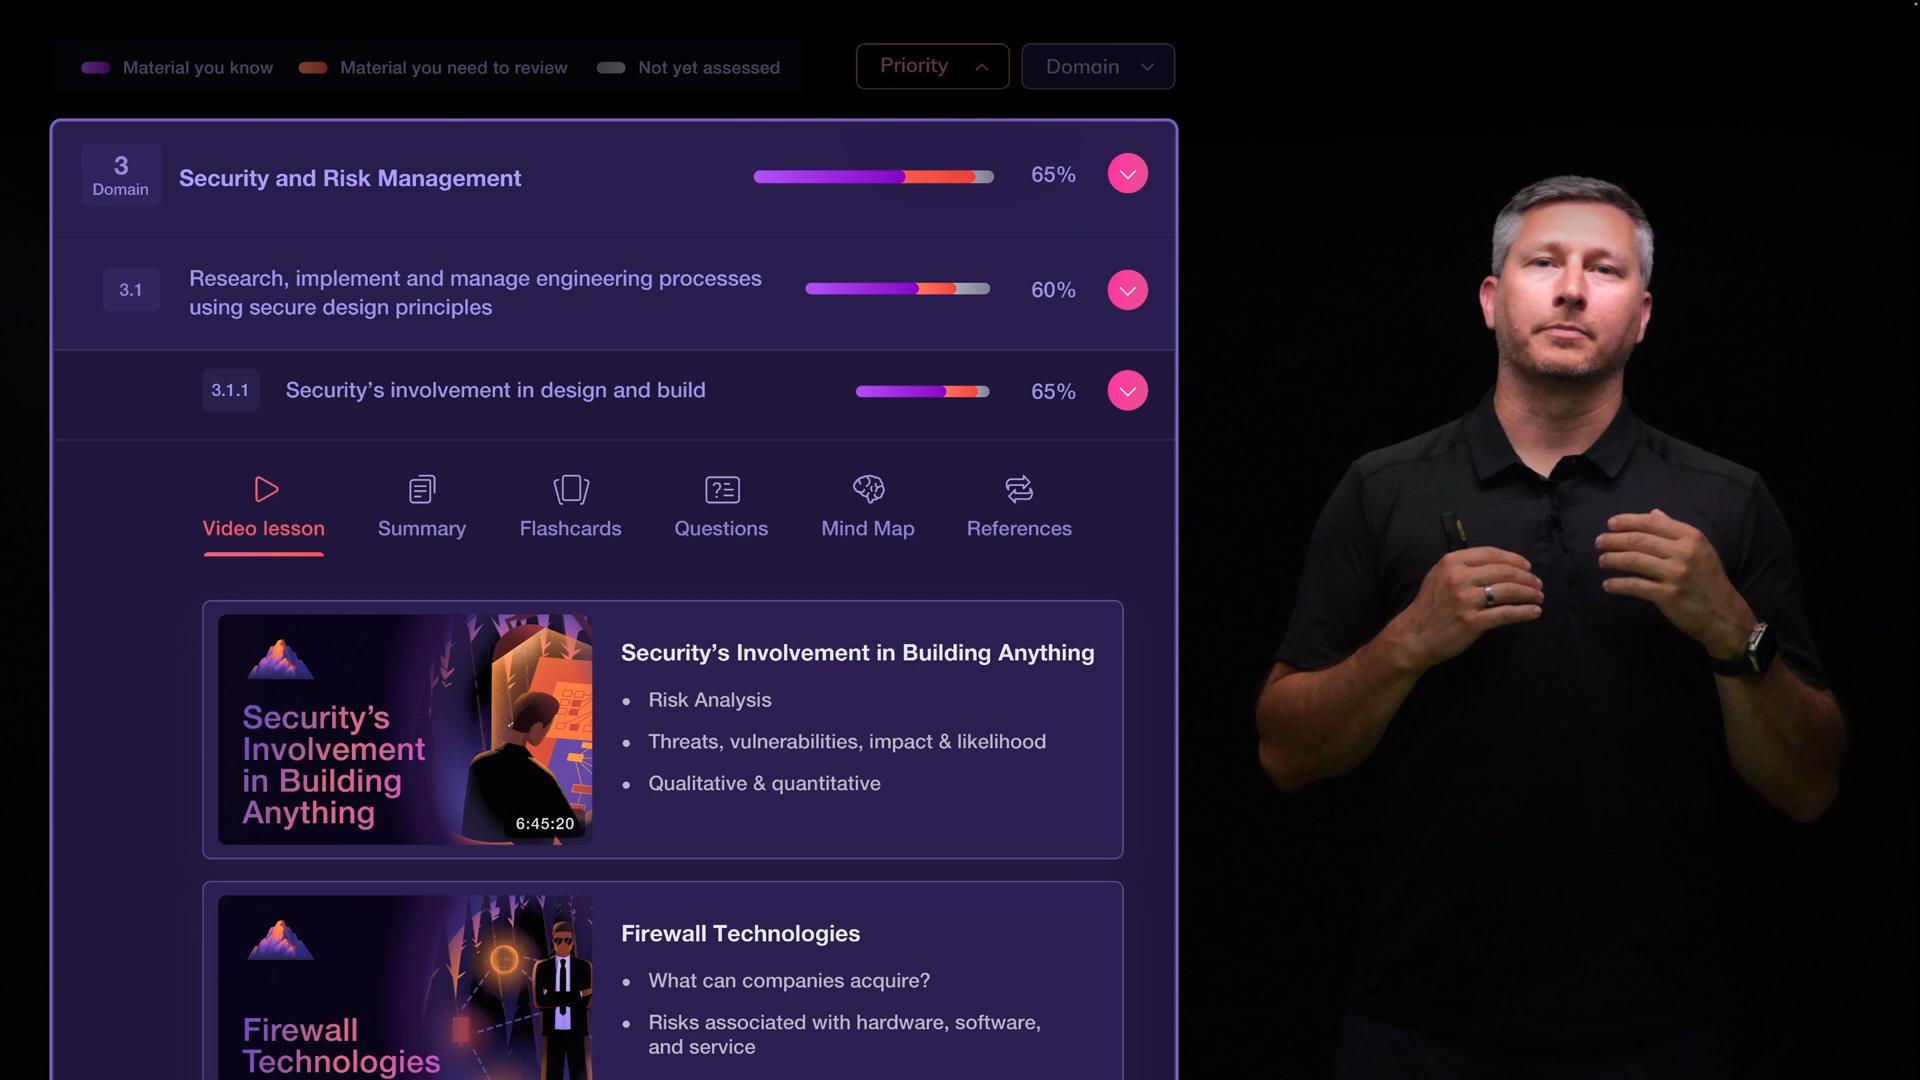 Material you know
Material you need to review
Not yet assessed
Priority
Domain
3
Domain
Security and Risk Management
65%
3.1
Research, implement and manage engineering processes
using secure design principles
60%
3.1.1
Security’s involvement in design and build
65%
Video lesson
Summary
Flashcards
Questions
Mind Map
References
Security’s
Involvement
in Building
Anything
6:45:20
Security’s Involvement in Building Anything
• Risk Analysis
• Threats, vulnerabilities, impact & likelihood
• Qualitative & quantitative
Firewall
Technologies
Firewall Technologies
• What can companies acquire?
• Risks associated with hardware, software,
and service